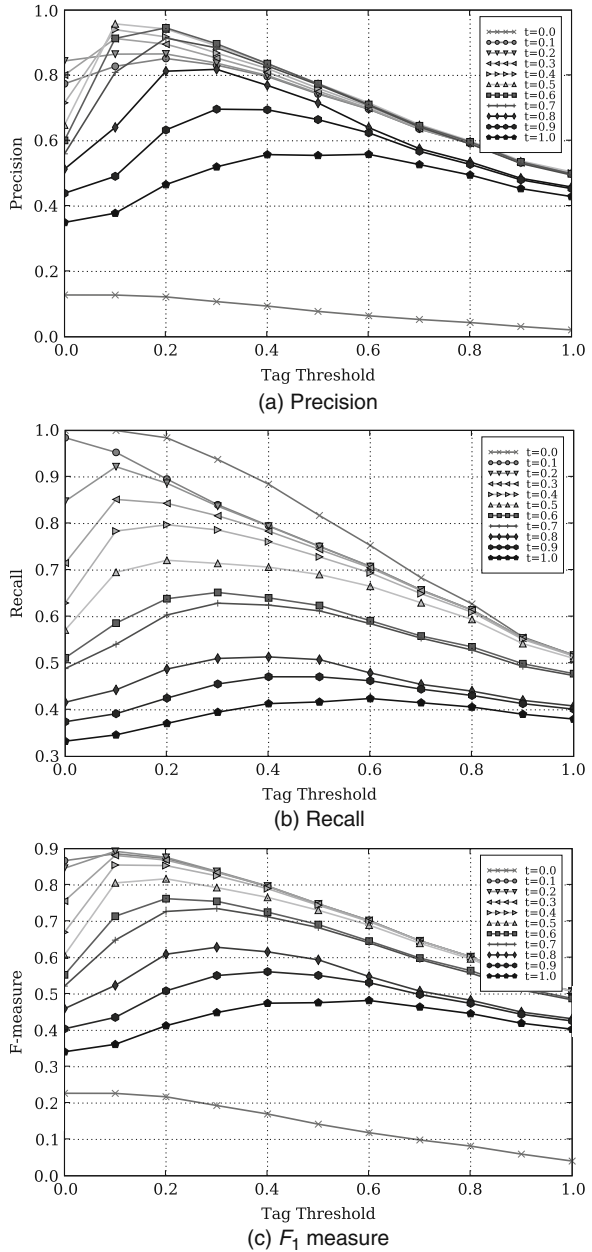 1.0
0.8
0.6
0.4
0.2
0.0
Precision
t=0.0
t=0.1
t=0.2
t=0.3
t=0.4
t=0.5
t=0.6
t=0.7
t=0.8
t=0.9
t=1.0
0.0 0.2 0.4 0.6 0.8 1.0
Tag Threshold
(a) Precision
1.0
0.9
0.8
0.7
0.6
0.5
0.4
0.3
Recall
t=0.0
t=0.1
t=0.2
t=0.3
t=0.4
t=0.5
t=0.6
t=0.7
t=0.8
t=0.9
t=1.0
0.0 0.2 0.4 0.6 0.8 1.0
Tag Threshold
(b) Recall
0.9
0.8
0.7
0.6
0.5
0.4
0.3
0.2
0.1
0.0
F-measure
t=0.0
t=0.1
t=0.2
t=0.3
t=0.4
t=0.5
t=0.6
t=0.7
t=0.8
t=0.9
t=1.0
0.0 0.2 0.4 0.6 0.8 1.0
Tag Threshold
(c) F1 measure